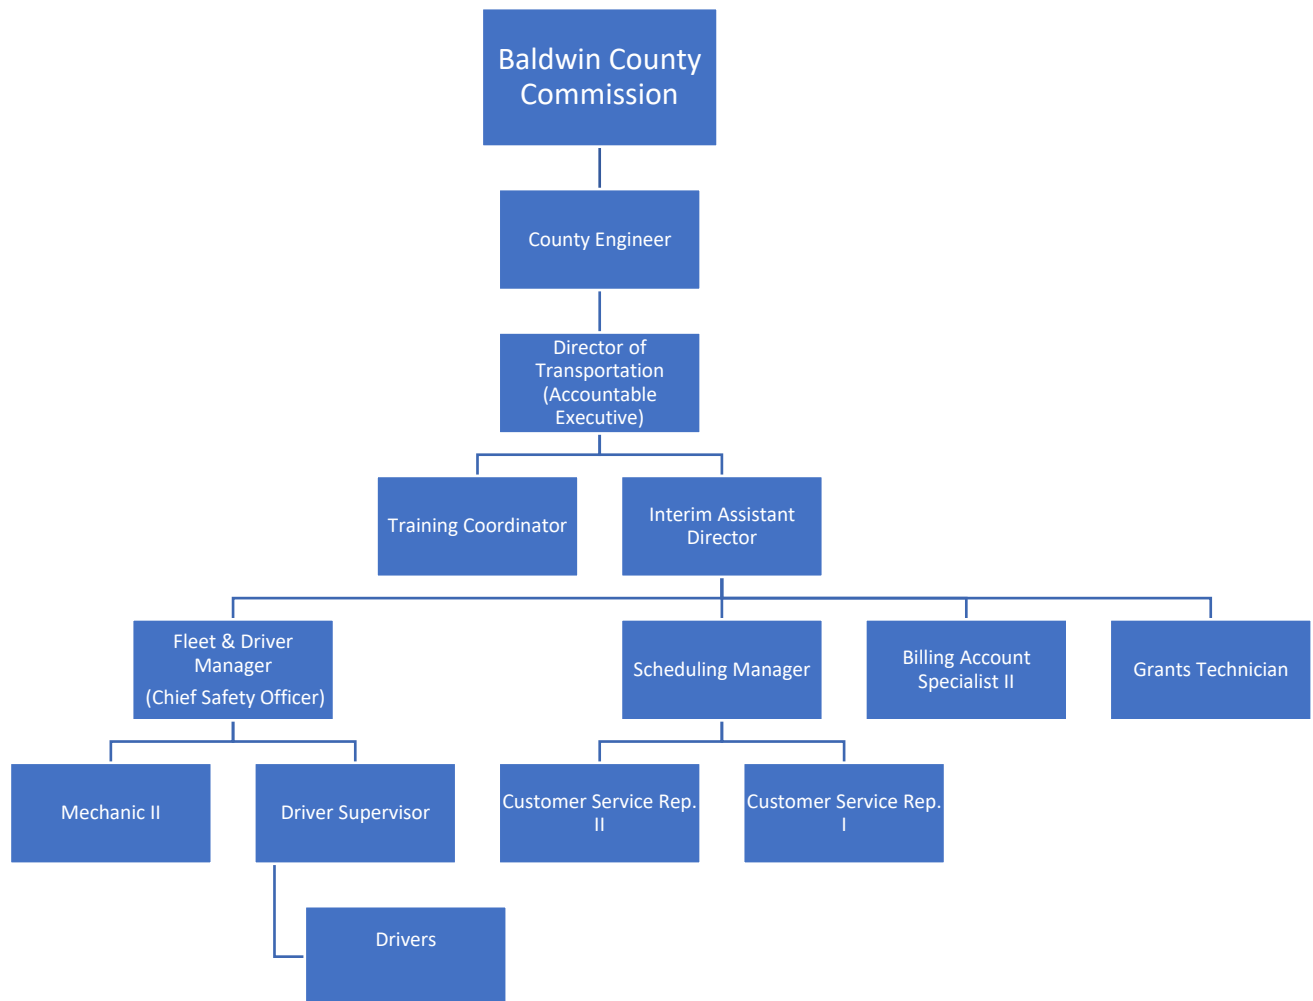 Baldwin County
Commission
County Engineer
Director of
Transportation
(Accountable
Executive)
Training Coordinator
Interim Assistant
Director
Fleet & Driver
Manager
(Chief Safety Officer)
Scheduling Manager
Billing Account
Specialist II
Grants Technician
Mechanic II
Driver Supervisor
Customer Service Rep.
II
Customer Service Rep.
I
Drivers